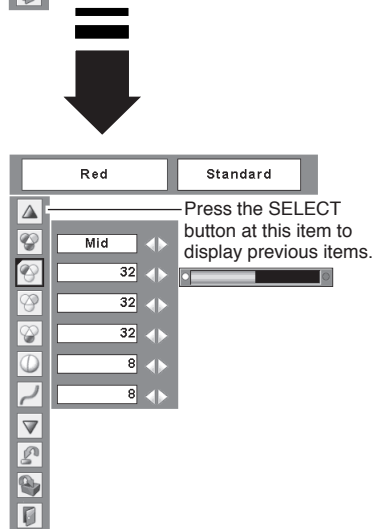 Red
Standard
Press the SELECT
button at this item to
display previous items.
Mid
32
32
32
8
8